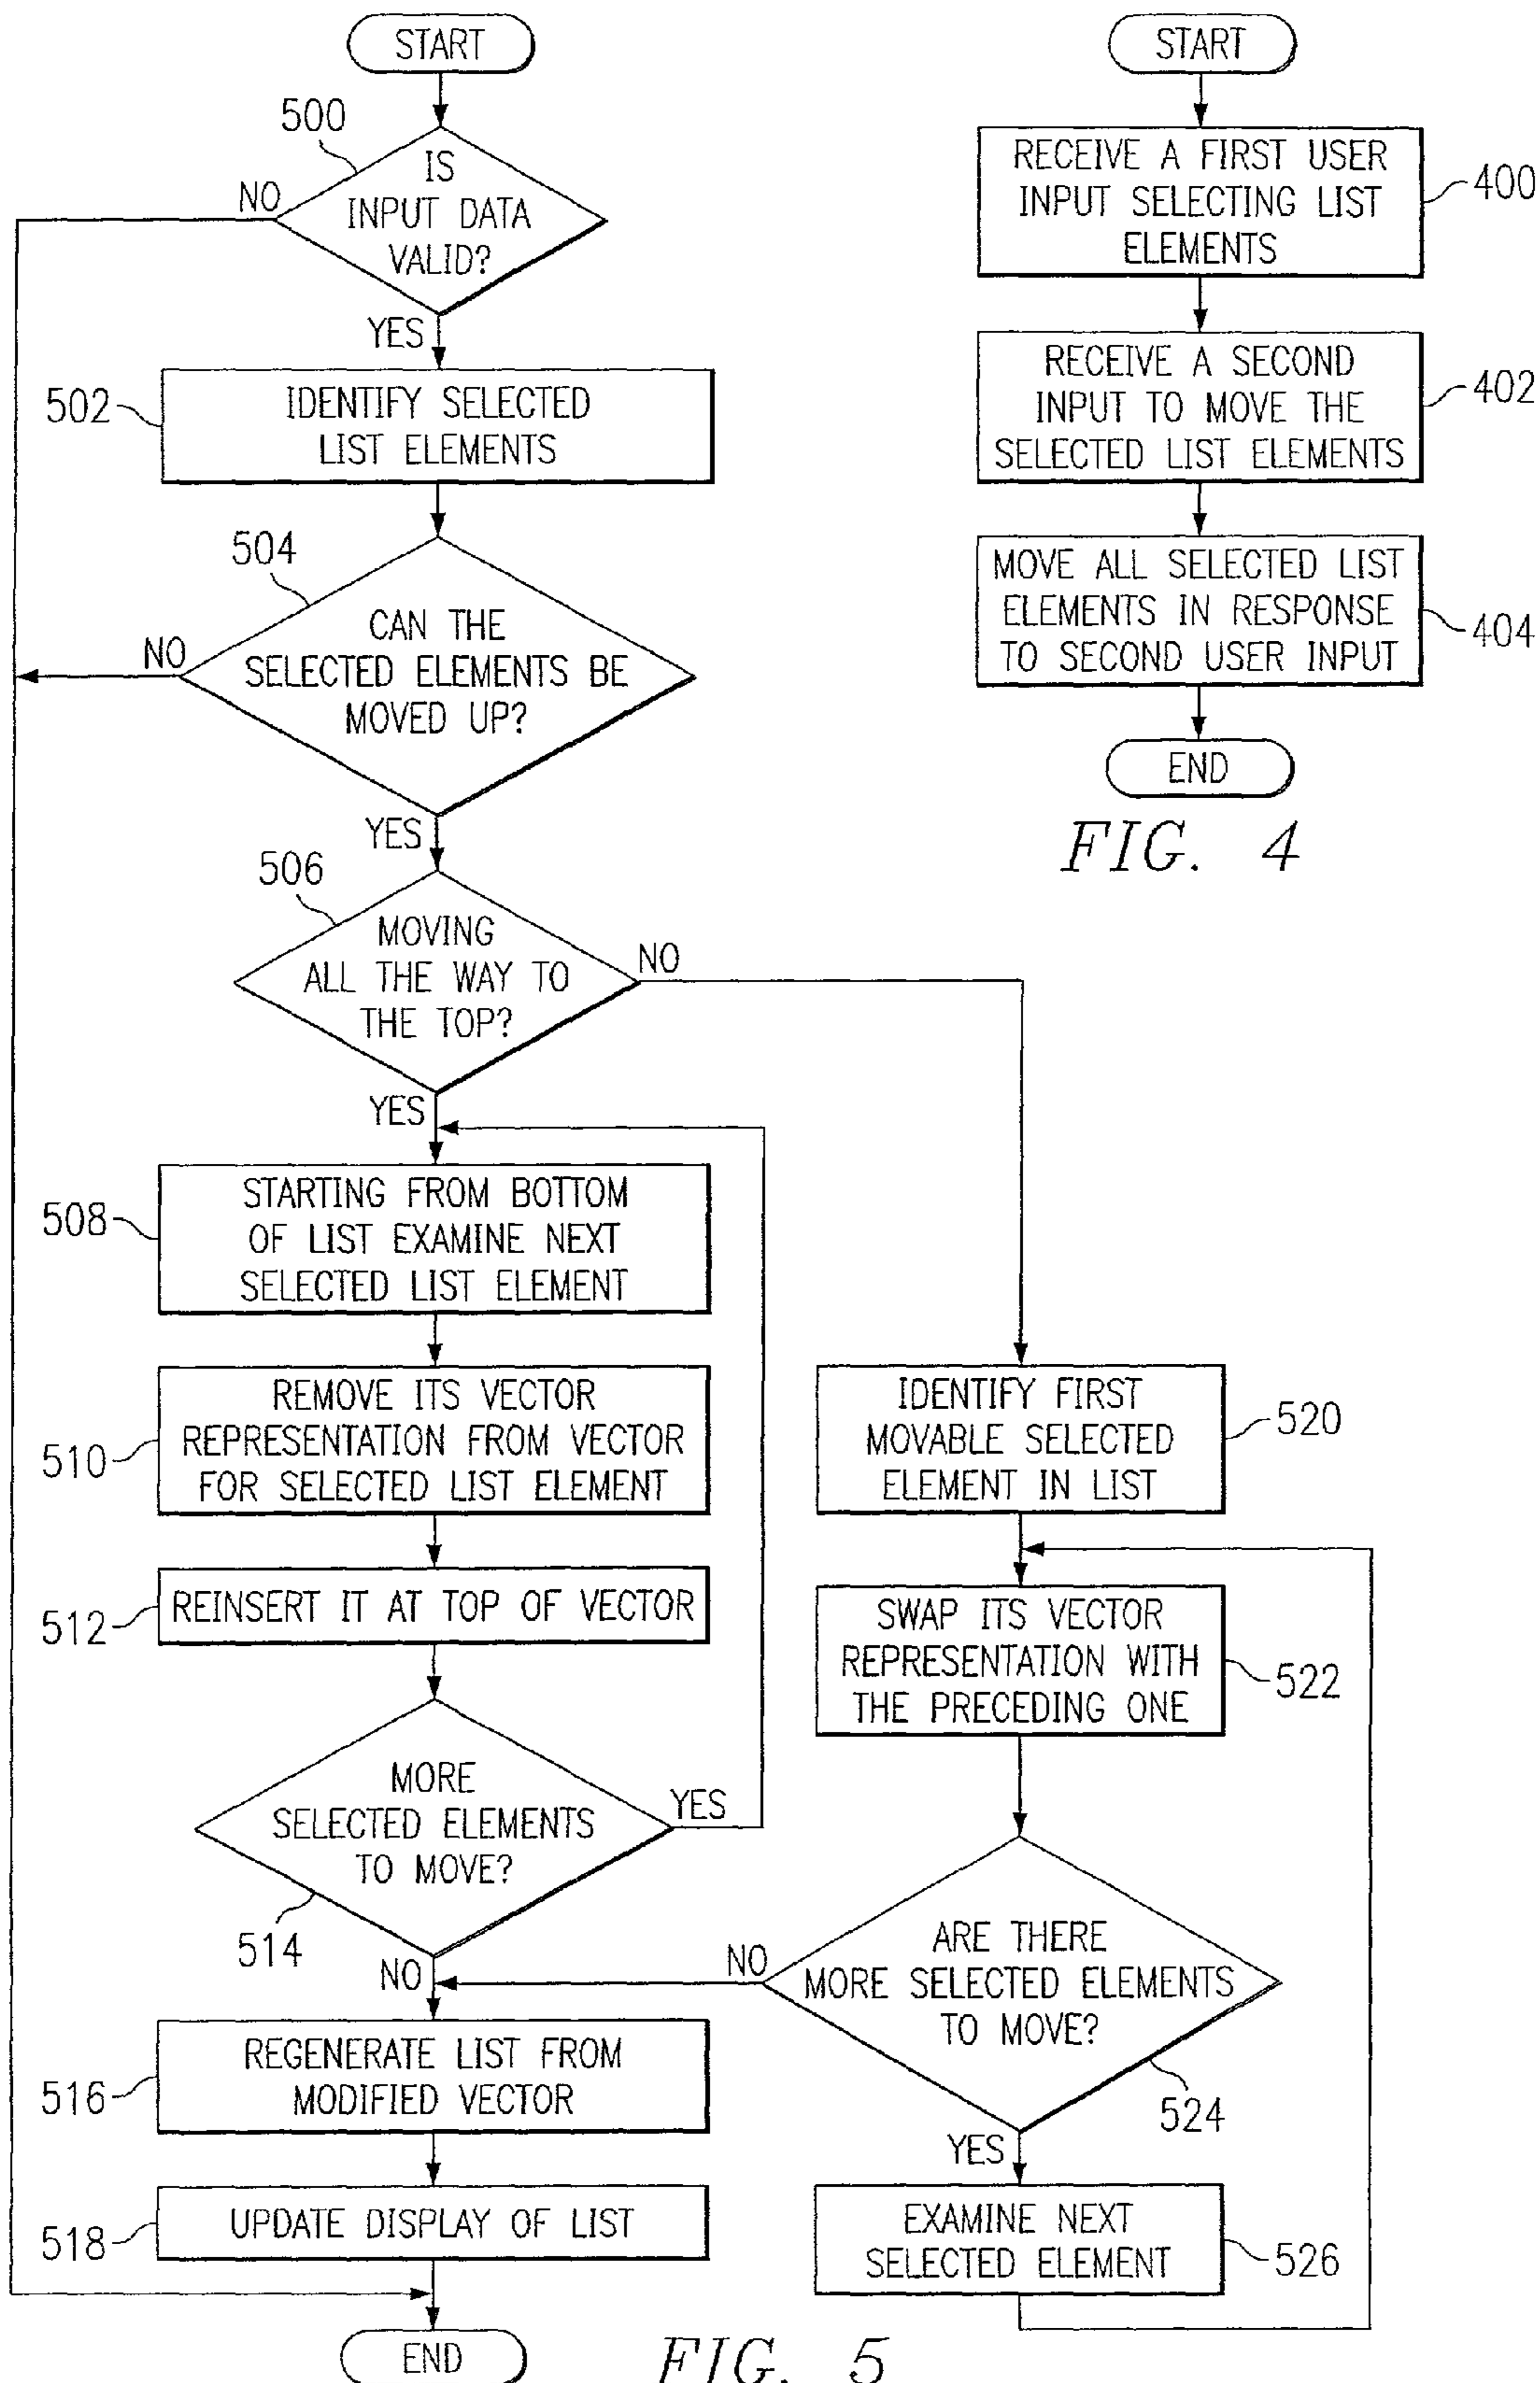 START
500
IS
INPUT DATA
VALID?
NO
YES
502
IDENTIFY SELECTED
LIST ELEMENTS
504
CAN THE
SELECTED ELEMENTS BE
MOVED UP?
NO
YES
506
MOVING
ALL THE WAY TO
THE TOP?
NO
YES
508
STARTING FROM BOTTOM
OF LIST EXAMINE NEXT
SELECTED LIST ELEMENT
510
REMOVE ITS VECTOR
REPRESENTATION FROM VECTOR
FOR SELECTED LIST ELEMENT
512
REINSERT IT AT TOP OF VECTOR
MORE
SELECTED ELEMENTS
TO MOVE?
YES
514
NO
516
REGENERATE LIST FROM
MODIFIED VECTOR
518
UPDATE DISPLAY OF LIST
END
IDENTIFY FIRST
MOVABLE SELECTED
ELEMENT IN LIST
520
SWAP ITS VECTOR
REPRESENTATION WITH
THE PRECEDING ONE
522
ARE THERE
MORE SELECTED ELEMENTS
TO MOVE?
NO
524
YES
EXAMINE NEXT
SELECTED ELEMENT
526
FIG. 5
START
RECEIVE A FIRST USER
INPUT SELECTING LIST
ELEMENTS
400
RECEIVE A SECOND
INPUT TO MOVE THE
SELECTED LIST ELEMENTS
402
MOVE ALL SELECTED LIST
ELEMENTS IN RESPONSE
TO SECOND USER INPUT
404
END
FIG. 4